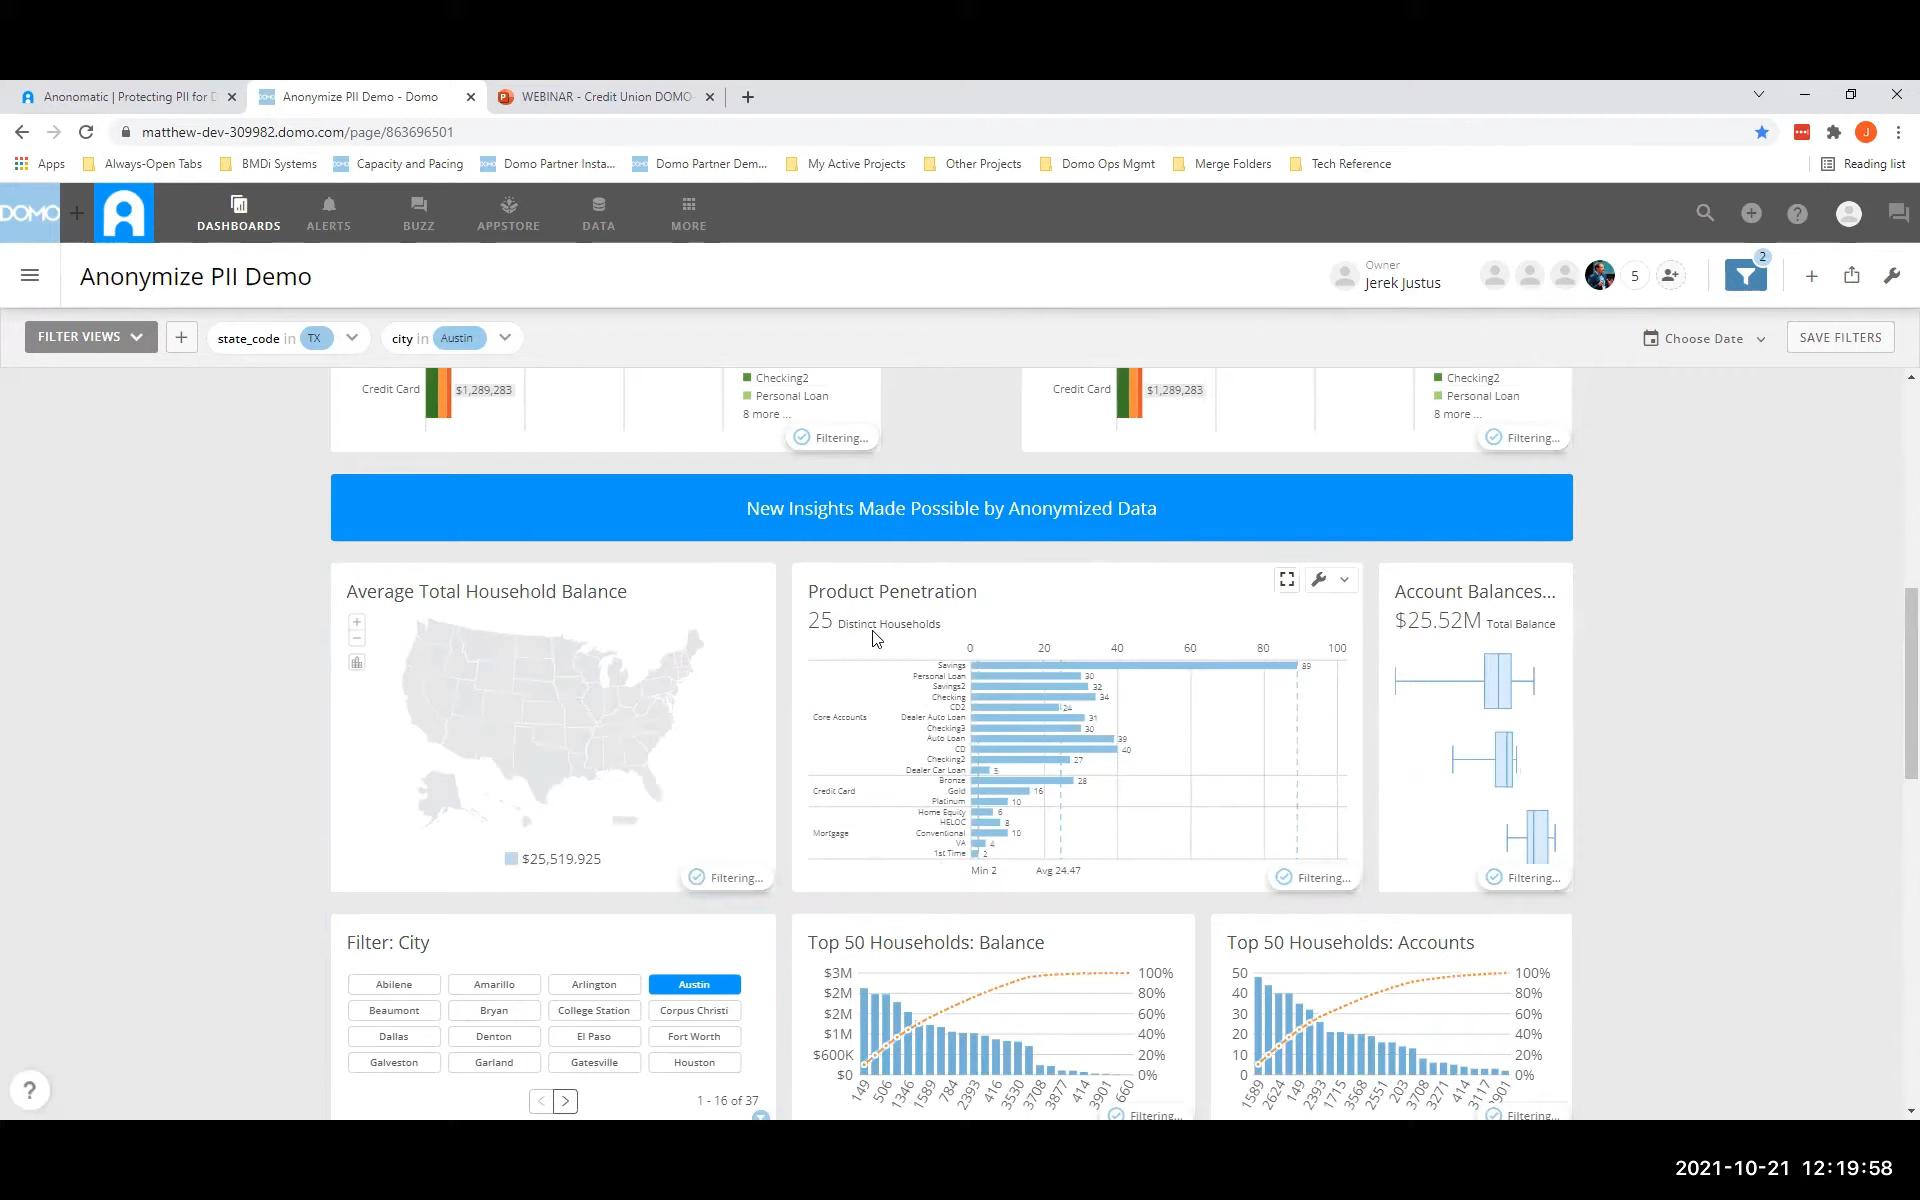 Anonomatic | Protecting PII for D
Anonymize PII Demo - Domo
WEBINAR - Credit Union DOMO-
matthew-dev-309982.domo.com/page/863696501
J
Apps
Always-Open Tabs
BMDi Systems
Capacity and Pacing
Domo Partner Insta...
Domo Partner Dem...
My Active Projects
Other Projects
Domo Ops Mgmt
Merge Folders
Tech Reference
Reading list
DOMO
DASHBOARDS
ALERTS
BUZZ
APPSTORE
DATA
MORE
Anonymize PII Demo
Owner
Jerek Justus
5
2
FILTER VIEWS
state_code in TX
city in Austin
Choose Date
SAVE FILTERS
Credit Card
$1,289,283
Checking2
Personal Loan
8 more ...
Filtering...
Credit Card
$1,289,283
Checking2
Personal Loan
8 more ...
Filtering...
New Insights Made Possible by Anonymized Data
Average Total Household Balance
$25,519.925
Filtering...
Product Penetration
25 Distinct Households
0 20 40 60 80 100
Core Accounts
Savings 89
Personal Loan 30
Savings2 32
Checking 34
CD2 24
Dealer Auto Loan 31
Checking3 30
Auto Loan 39
CD 40
Checking2 27
Dealer Car Loan 5
Credit Card
Bronze 28
Gold 16
Platinum 10
Mortgage
Home Equity 6
HELOC 8
Conventional 10
VA 4
1st Time 2
Min 2
Avg 24.47
Filtering...
Account Balances...
$25.52M Total Balance
Filtering...
Filter: City
Abilene Amarillo Arlington Austin
Beaumont Bryan College Station Corpus Christi
Dallas Denton El Paso Fort Worth
Galveston Garland Gatesville Houston
1 - 16 of 37
Top 50 Households: Balance
$3M 100%
$2M 80%
$2M 60%
$1M 40%
$600K 20%
$0 0%
149 506 1346 1589 784 2393 416 3530 3708 3877 414 3901 660
Filtering...
Top 50 Households: Accounts
50 100%
40 80%
30 60%
20 40%
10 20%
0 0%
1589 2624 149 2393 1715 3568 2551 203 3708 3271 414 3117 3901
Filtering...
2021-10-21 12:19:58